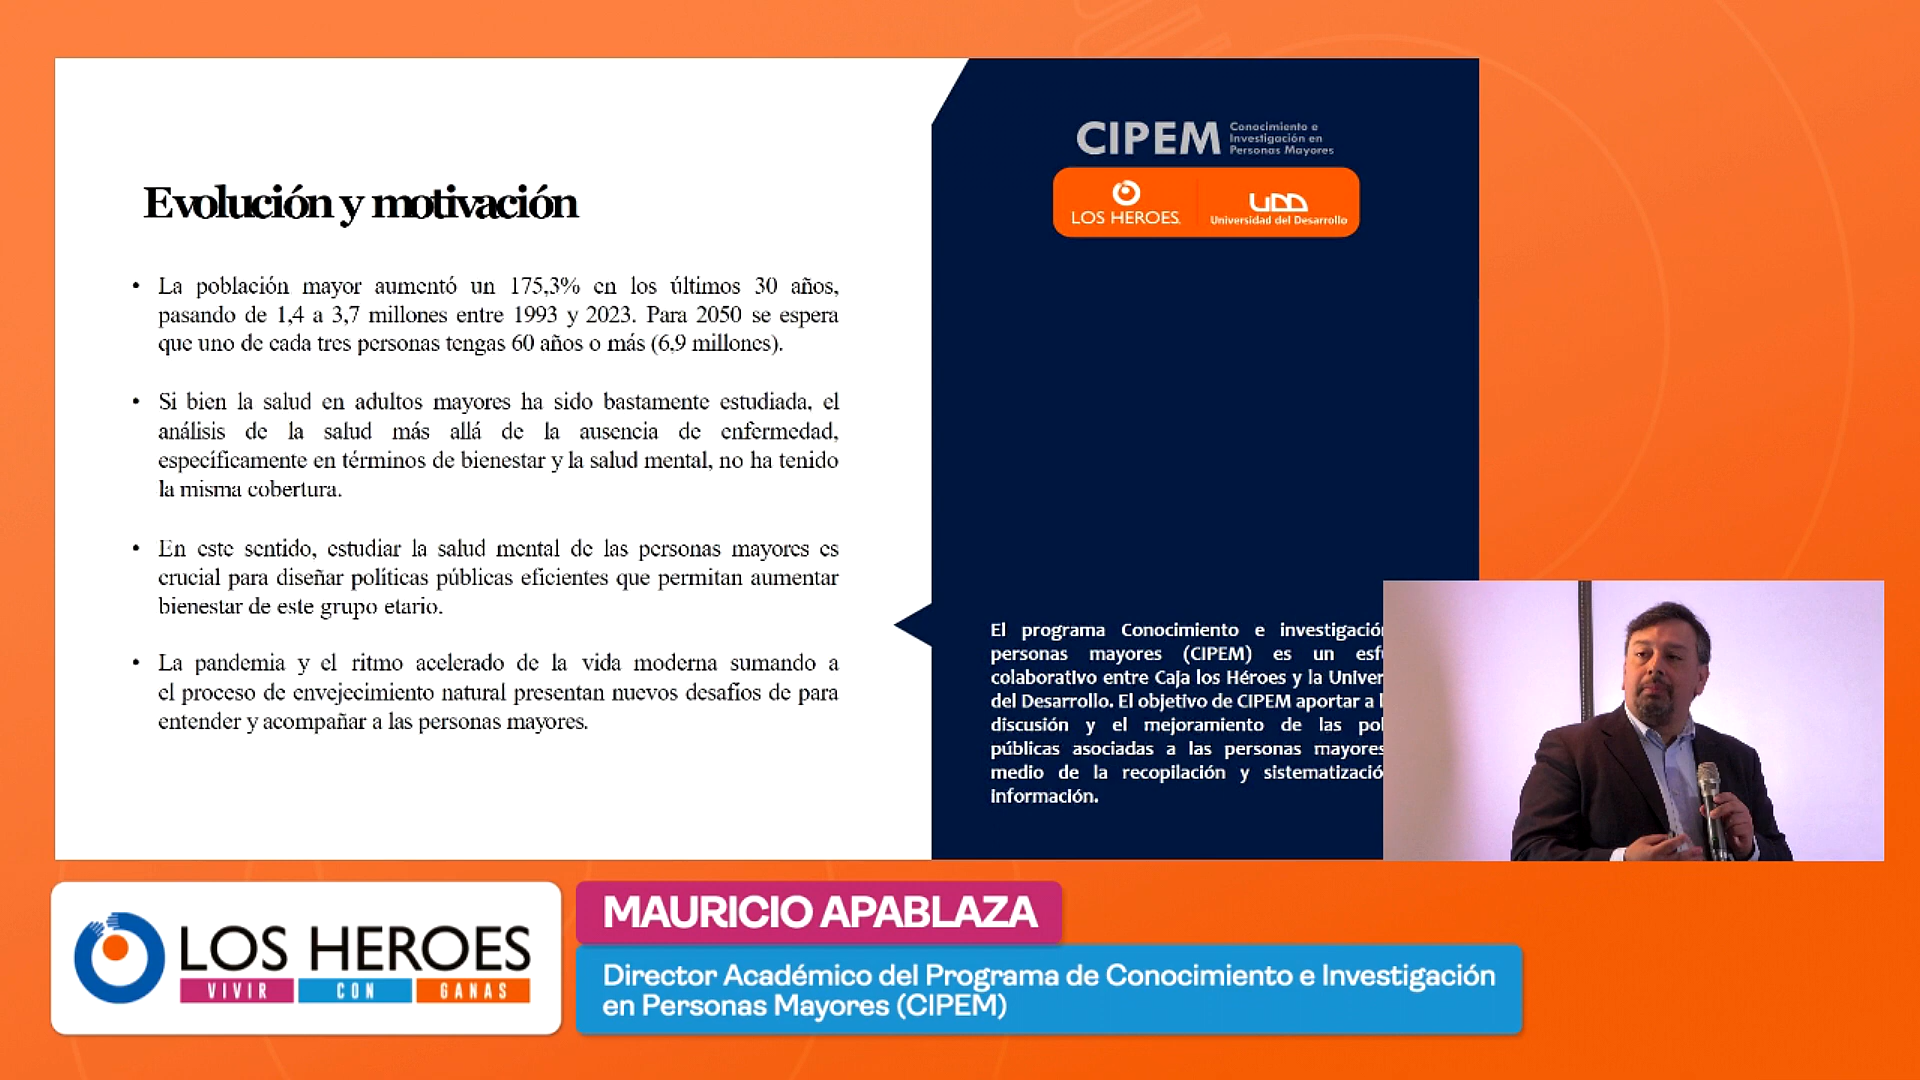 Evolución y motivación
• La población mayor aumentó un 175,3% en los últimos 30 años,
pasando de 1,4 a 3,7 millones entre 1993 y 2023. Para 2050 se espera
que uno de cada tres personas tengas 60 años o más (6,9 millones).
• Si bien la salud en adultos mayores ha sido bastamente estudiada, el
análisis de la salud más allá de la ausencia de enfermedad,
específicamente en términos de bienestar y la salud mental, no ha tenido
la misma cobertura.
• En este sentido, estudiar la salud mental de las personas mayores es
crucial para diseñar políticas públicas eficientes que permitan aumentar
bienestar de este grupo etario.
• La pandemia y el ritmo acelerado de la vida moderna sumando a
el proceso de envejecimiento natural presentan nuevos desafíos de para
entender y acompañar a las personas mayores.
CIPEM
Conocimiento e
Investigación en
Personas Mayores
LOS HEROES
UDD
Universidad del Desarrollo
El programa Conocimiento e
personas mayores (CIPEM) es un
colaborativo entre Caja los Héroes y la
del Desarrollo. El objetivo de CIPEM aportar a
discusión y el mejoramiento de las
públicas asociadas a las personas mayores
medio de la recopilación y
información.
LOS HEROES
VIVIR CON GANAS
MAURICIO APABLAZA
Director Académico del Programa de Conocimiento e Investigación
en Personas Mayores (CIPEM)